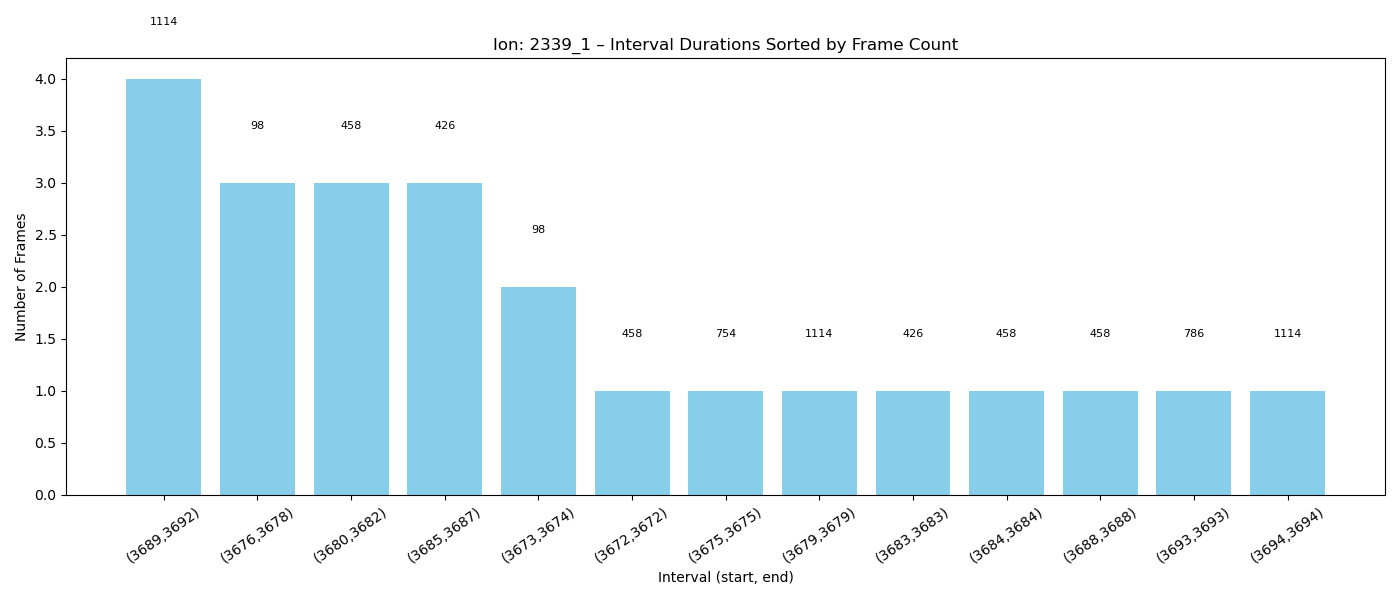 1114
Ion: 2339_1 – Interval Durations Sorted by Frame Count
4.0
3.5
3.0
2.5
2.0
1.5
1.0
0.5
0.0
Number of Frames
98 458 426
98
458 754 1114 426 458 458 786 1114
(3689,3692) (3676,3678) (3680,3682) (3685,3687) (3673,3674) (3672,3672) (3675,3675) (3679,3679) (3683,3683) (3684,3684) (3688,3688) (3693,3693) (3694,3694)
Interval (start, end)